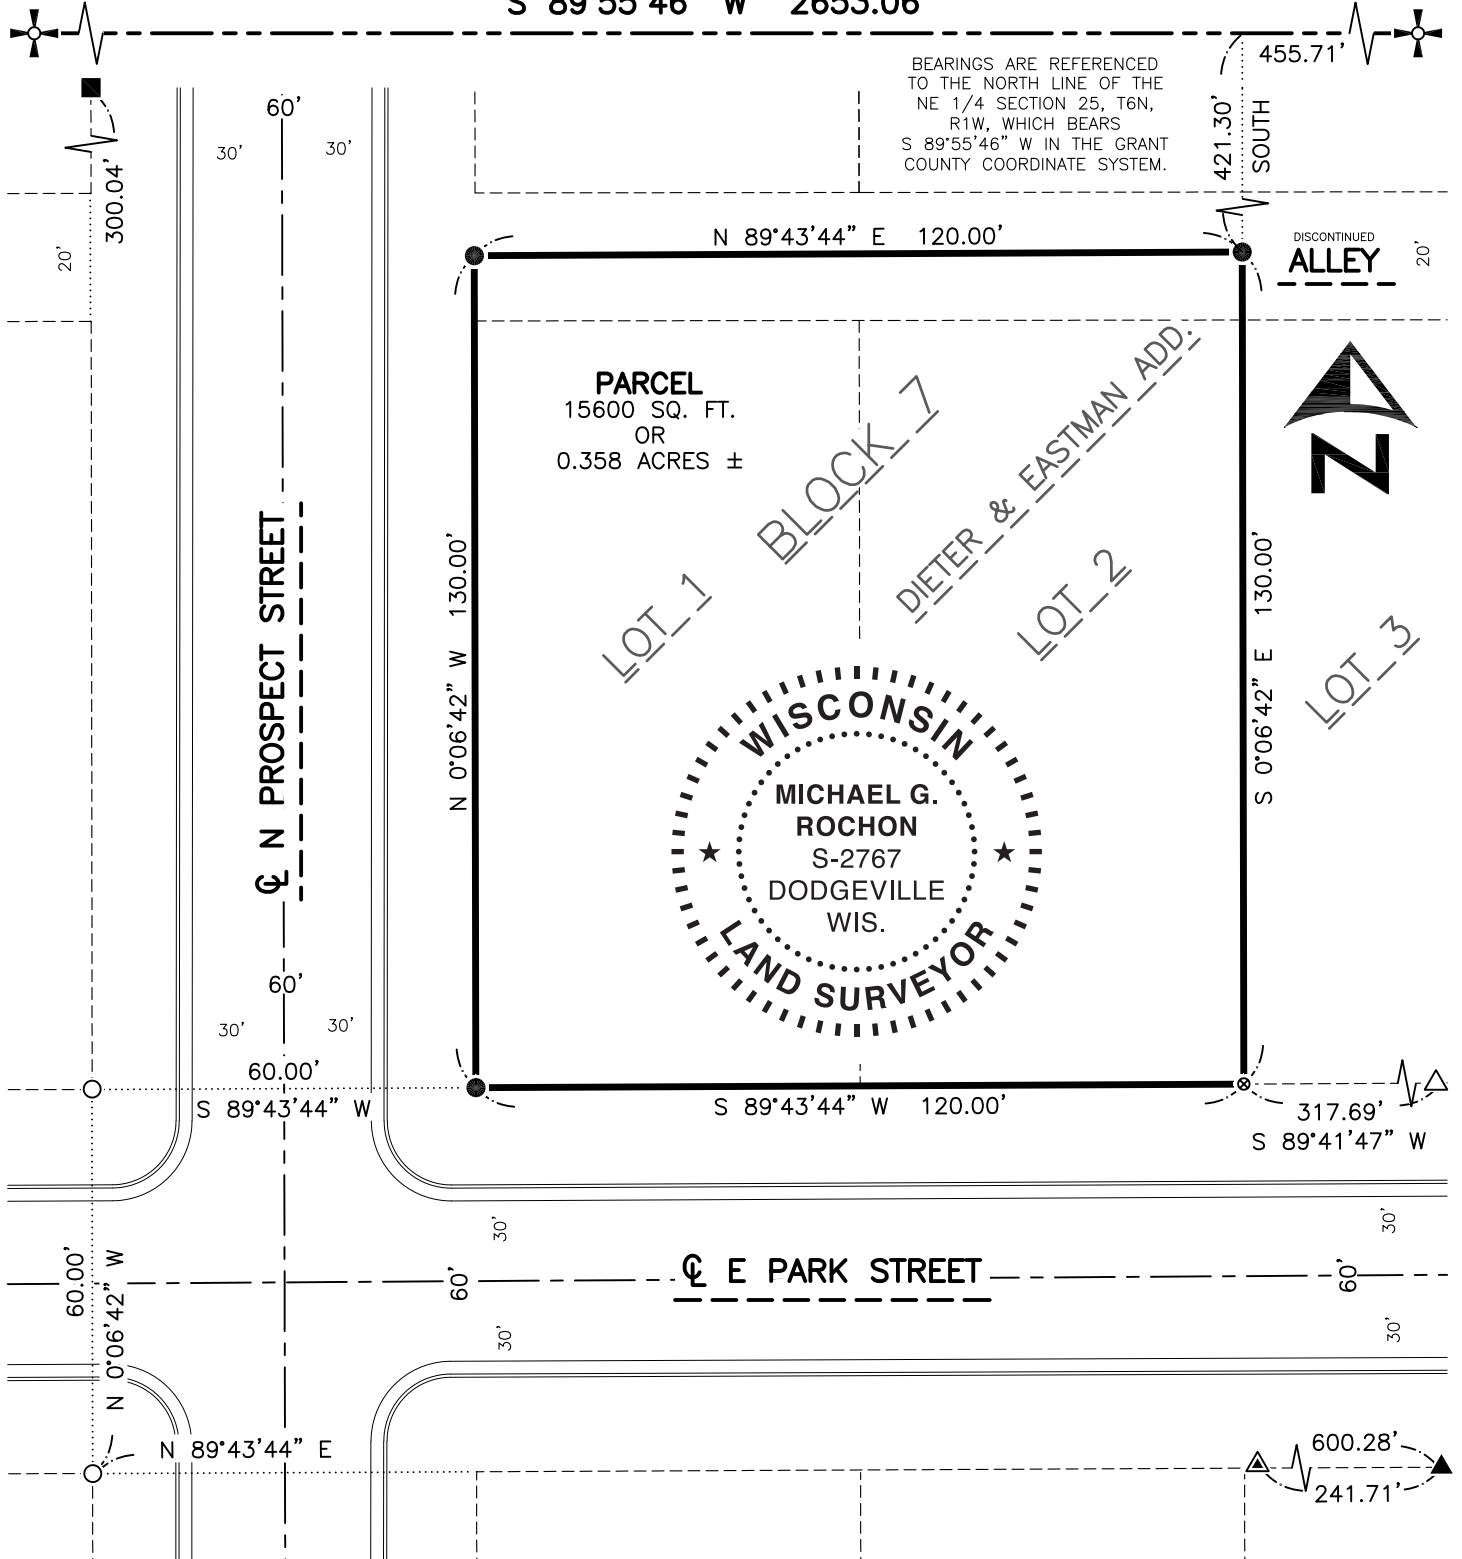 S 89°55'46" W 2653.06'
455.71'
BEARINGS ARE REFERENCED
TO THE NORTH LINE OF THE
NE 1/4 SECTION 25, T6N,
R1W, WHICH BEARS
S 89°55'46" W IN THE GRANT
COUNTY COORDINATE SYSTEM.
421.30'
SOUTH
60'
30'
30'
300.04'
20'
N 89°43'44" E 120.00'
DISCONTINUED
ALLEY
20'
PARCEL
15600 SQ. FT.
OR
0.358 ACRES ±
BLOCK 7
DIETER & EASTMAN ADD.
LOT 1
LOT 2
LOT 3
N
N 0°06'42" W 130.00'
S 0°06'42" E 130.00'
℄ N PROSPECT STREET
WISCONSIN
MICHAEL G.
ROCHON
S-2767
DODGEVILLE
WIS.
LAND SURVEYOR
60'
30'
30'
60.00'
S 89°43'44" W
S 89°43'44" W 120.00'
317.69'
S 89°41'47" W
30'
30'
60.00'
N 0°06'42" W
60'
℄ E PARK STREET
60'
30'
30'
N 89°43'44" E
600.28'
241.71'